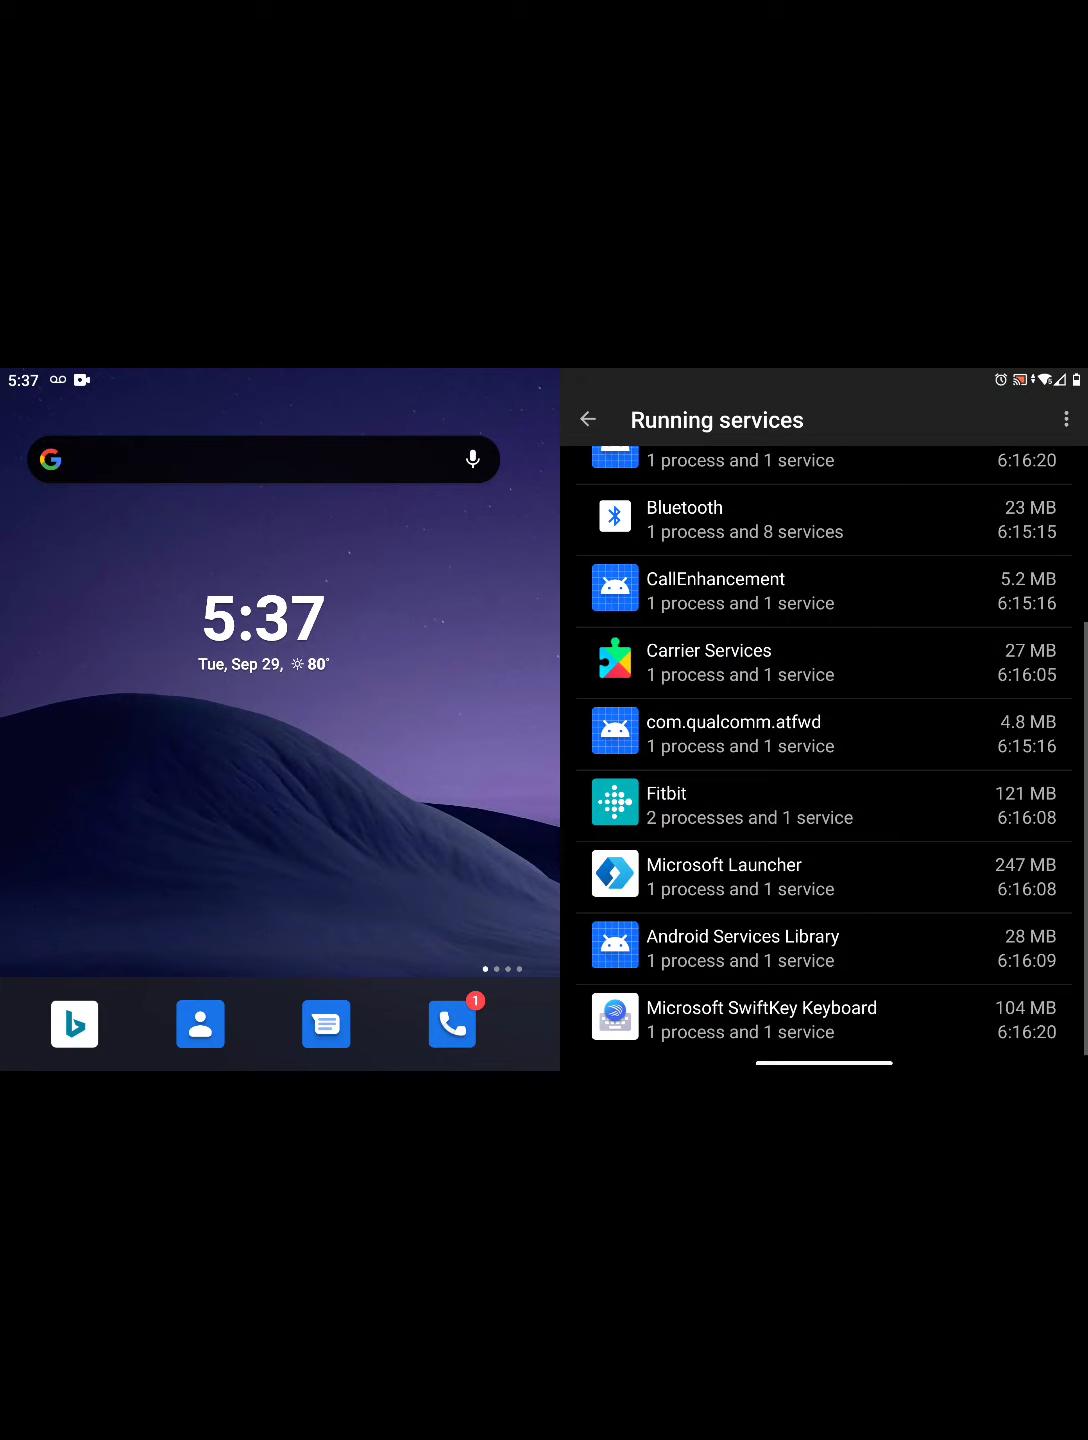 5:37
5:37
Tue, Sep 29, 80°
1
Running services
1 process and 1 service 6:16:20
Bluetooth 23 MB
1 process and 8 services 6:15:15
CallEnhancement 5.2 MB
1 process and 1 service 6:15:16
Carrier Services 27 MB
1 process and 1 service 6:16:05
com.qualcomm.atfwd 4.8 MB
1 process and 1 service 6:15:16
Fitbit 121 MB
2 processes and 1 service 6:16:08
Microsoft Launcher 247 MB
1 process and 1 service 6:16:08
Android Services Library 28 MB
1 process and 1 service 6:16:09
Microsoft SwiftKey Keyboard 104 MB
1 process and 1 service 6:16:20